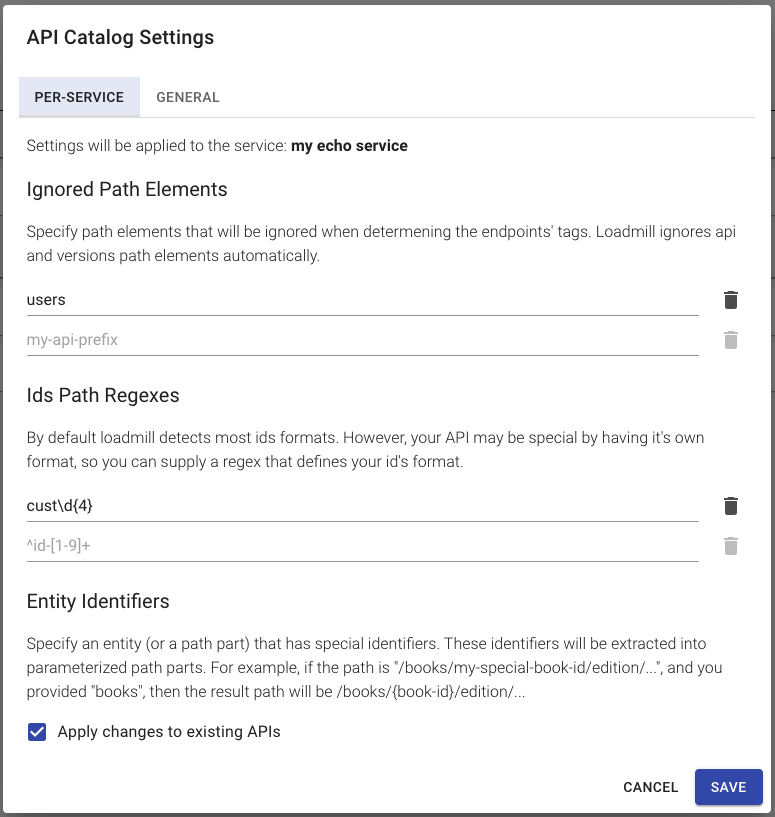 API Catalog Settings
PER-SERVICE GENERAL
Settings will be applied to the service: my echo service
Ignored Path Elements
Specify path elements that will be ignored when determening the endpoints' tags. Loadmill ignores api
and versions path elements automatically.
users
my-api-prefix
Ids Path Regexes
By default loadmill detects most ids formats. However, your API may be special by having it's own
format, so you can supply a regex that defines your id's format.
cust\d{4}
^id-[1-9]+
Entity Identifiers
Specify an entity (or a path part) that has special identifiers. These identifiers will be extracted into
parameterized path parts. For example, if the path is "/books/my-special-book-id/edition/...", and you
provided "books", then the result path will be /books/{book-id}/edition/...
Apply changes to existing APIs
CANCEL SAVE